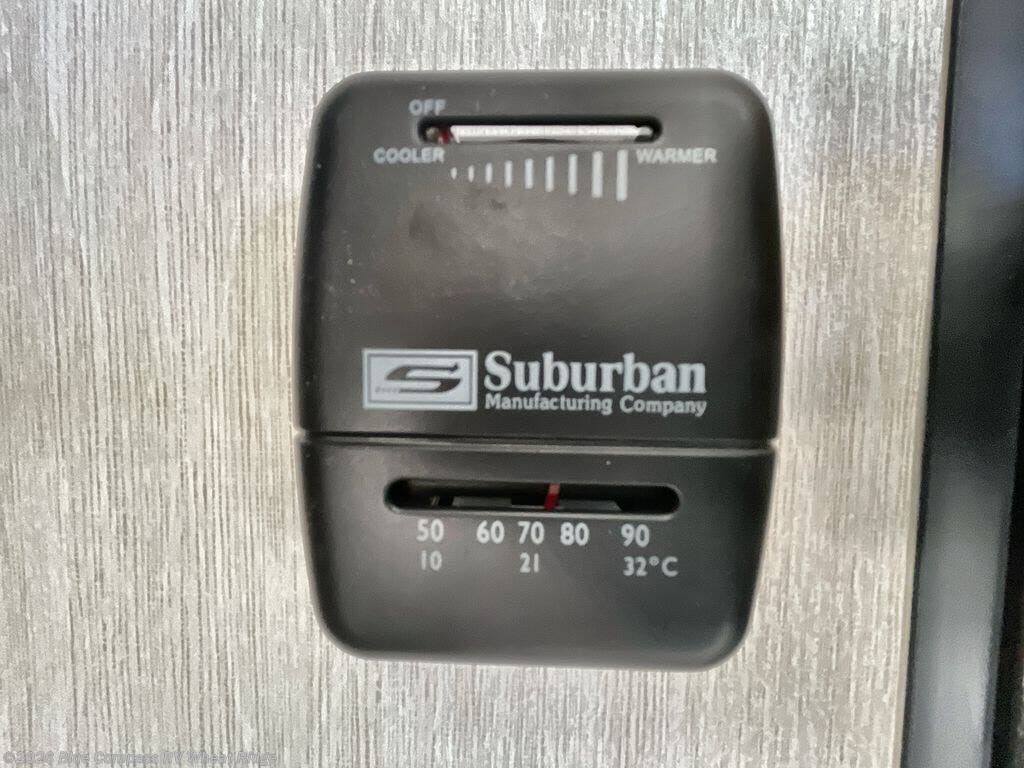 OFF
COOLER WARMER
Suburban
Manufacturing Company
50 60 70 80 90
10 21 32°C